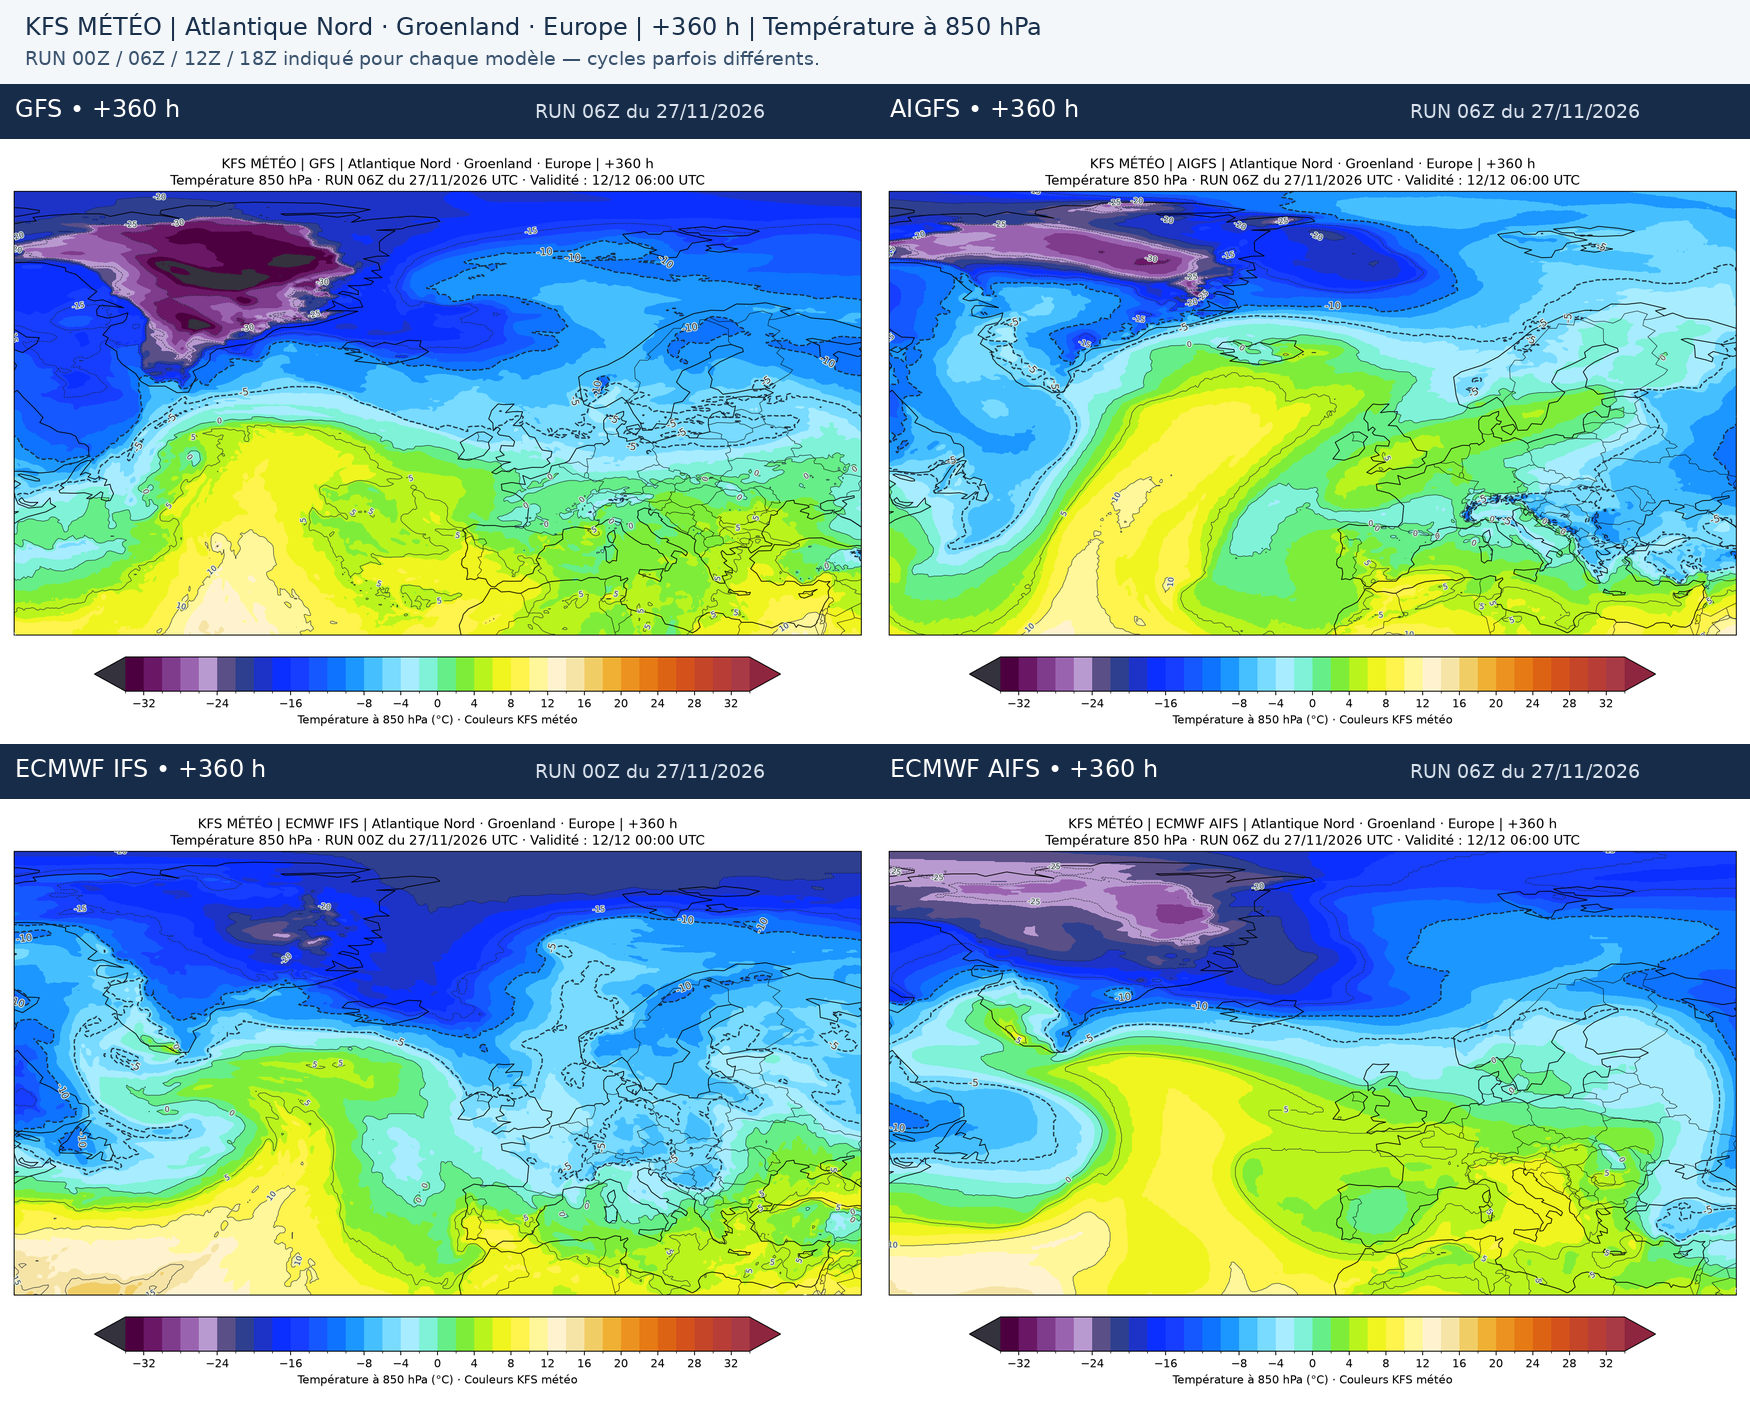 KFS MÉTÉO | Atlantique Nord · Groenland · Europe | +360 h | Température à 850 hPa
RUN 00Z / 06Z / 12Z / 18Z indiqué pour chaque modèle — cycles parfois différents.
GFS • +360 h
RUN 06Z du 27/11/2026
AIGFS • +360 h
RUN 06Z du 27/11/2026
KFS MÉTÉO | GFS | Atlantique Nord · Groenland · Europe | +360 h
Température 850 hPa · RUN 06Z du 27/11/2026 UTC · Validité : 12/12 06:00 UTC
KFS MÉTÉO | AIGFS | Atlantique Nord · Groenland · Europe | +360 h
Température 850 hPa · RUN 06Z du 27/11/2026 UTC · Validité : 12/12 06:00 UTC
−32 −24 −16 −8 −4 0 4 8 12 16 20 24 28 32
Température à 850 hPa (°C) · Couleurs KFS météo
−32 −24 −16 −8 −4 0 4 8 12 16 20 24 28 32
Température à 850 hPa (°C) · Couleurs KFS météo
ECMWF IFS • +360 h
RUN 00Z du 27/11/2026
ECMWF AIFS • +360 h
RUN 06Z du 27/11/2026
KFS MÉTÉO | ECMWF IFS | Atlantique Nord · Groenland · Europe | +360 h
Température 850 hPa · RUN 00Z du 27/11/2026 UTC · Validité : 12/12 00:00 UTC
KFS MÉTÉO | ECMWF AIFS | Atlantique Nord · Groenland · Europe | +360 h
Température 850 hPa · RUN 06Z du 27/11/2026 UTC · Validité : 12/12 06:00 UTC
−32 −24 −16 −8 −4 0 4 8 12 16 20 24 28 32
Température à 850 hPa (°C) · Couleurs KFS météo
−32 −24 −16 −8 −4 0 4 8 12 16 20 24 28 32
Température à 850 hPa (°C) · Couleurs KFS météo